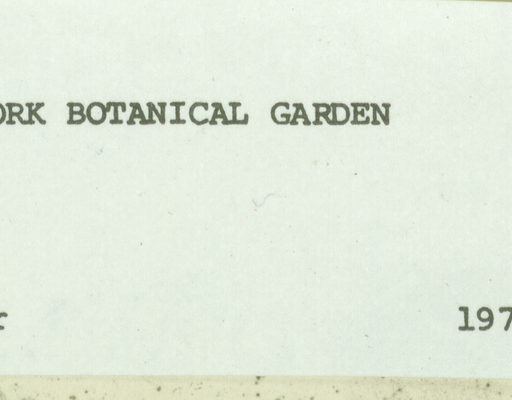 ORK BOTANICAL GARDEN
r 197